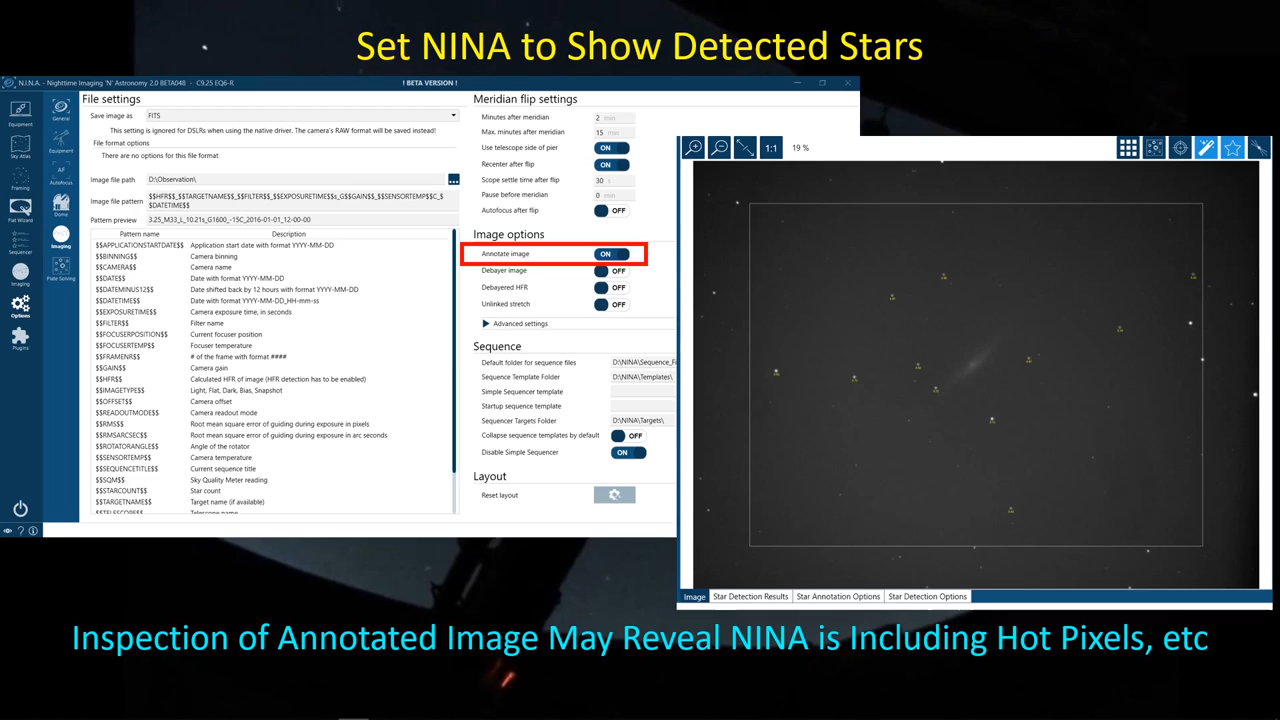 Set NINA to Show Detected Stars
N.I.N.A. - Nighttime Imaging 'N' Astronomy 2.0 BETA048 - C9.25 EQ6-R
! BETA VERSION !
Equipment
Sky Atlas
Framing
Flat Wizard
Sequencer
Imaging
Options
Plugins
General
Equipment
AF
Autofocus
Dome
Imaging
Plate Solving
File settings
Save image as FITS
This setting is ignored for DSLRs when using the native driver. The camera's RAW format will be saved instead!
File format options
There are no options for this file format
Image file path D:\Observation\
Image file pattern $$HFR$$_$$TARGETNAME$$_$$FILTER$$_$$EXPOSURETIME$$s_G$$GAIN$$_$$SENSORTEMP$$C_$
$DATETIME$$
Pattern preview 3.25_M33_L_10.21s_G1600_-15C_2016-01-01_12-00-00
Pattern name Description
$$APPLICATIONSTARTDATE$$ Application start date with format YYYY-MM-DD
$$BINNING$$ Camera binning
$$CAMERA$$ Camera name
$$DATE$$ Date with format YYYY-MM-DD
$$DATEMINUS12$$ Date shifted back by 12 hours with format YYYY-MM-DD
$$DATETIME$$ Date with format YYYY-MM-DD_HH-mm-ss
$$EXPOSURETIME$$ Camera exposure time, in seconds
$$FILTER$$ Filter name
$$FOCUSERPOSITION$$ Current focuser position
$$FOCUSERTEMP$$ Focuser temperature
$$FRAMENR$$ # of the frame with format ####
$$GAIN$$ Camera gain
$$HFR$$ Calculated HFR of image (HFR detection has to be enabled)
$$IMAGETYPE$$ Light, Flat, Dark, Bias, Snapshot
$$OFFSET$$ Camera offset
$$READOUTMODE$$ Camera readout mode
$$RMS$$ Root mean square error of guiding during exposure in pixels
$$RMSARCSEC$$ Root mean square error of guiding during exposure in arc seconds
$$ROTATORANGLE$$ Angle of the rotator
$$SENSORTEMP$$ Camera temperature
$$SEQUENCETITLE$$ Current sequence title
$$SQM$$ Sky Quality Meter reading
$$STARCOUNT$$ Star count
$$TARGETNAME$$ Target name (if available)
$$TELESCOPE$$ Telescope name
Meridian flip settings
Minutes after meridian 2 min
Max. minutes after meridian 15 min
Use telescope side of pier ON
Recenter after flip ON
Scope settle time after flip 30 s
Pause before meridian 0 min
Autofocus after flip OFF
Image options
Annotate image ON
Debayer image OFF
Debayered HFR OFF
Unlinked stretch OFF
Advanced settings
Sequence
Default folder for sequence files D:\NINA\Sequence_Fi
Sequence Template Folder D:\NINA\Templates\
Simple Sequencer template
Startup sequence template
Sequencer Targets Folder D:\NINA\Targets\
Collapse sequence templates by default OFF
Disable Simple Sequencer ON
Layout
Reset layout
1:1 19 %
Image Star Detection Results Star Annotation Options Star Detection Options
Inspection of Annotated Image May Reveal NINA is Including Hot Pixels, etc